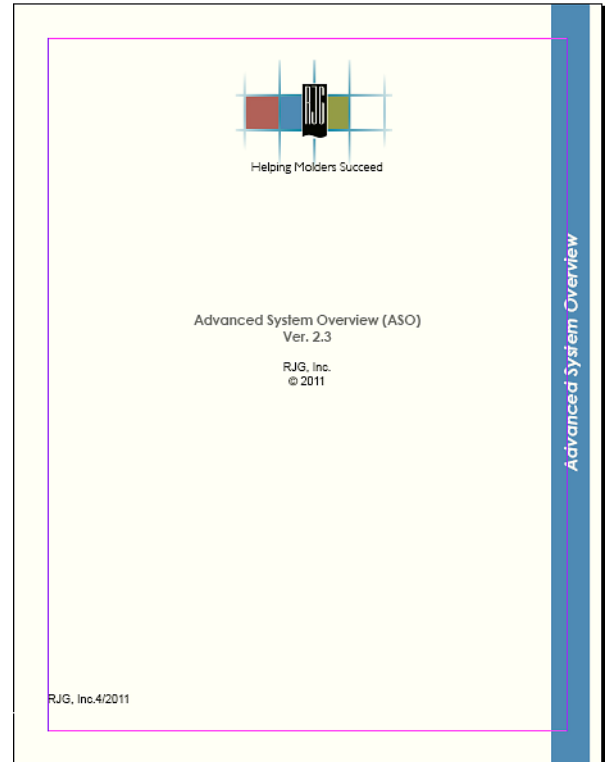 RJG
Helping Molders Succeed
Advanced System Overview (ASO)
Ver. 2.3
RJG, Inc.
© 2011
Advanced System Overview
RJG, Inc.4/2011